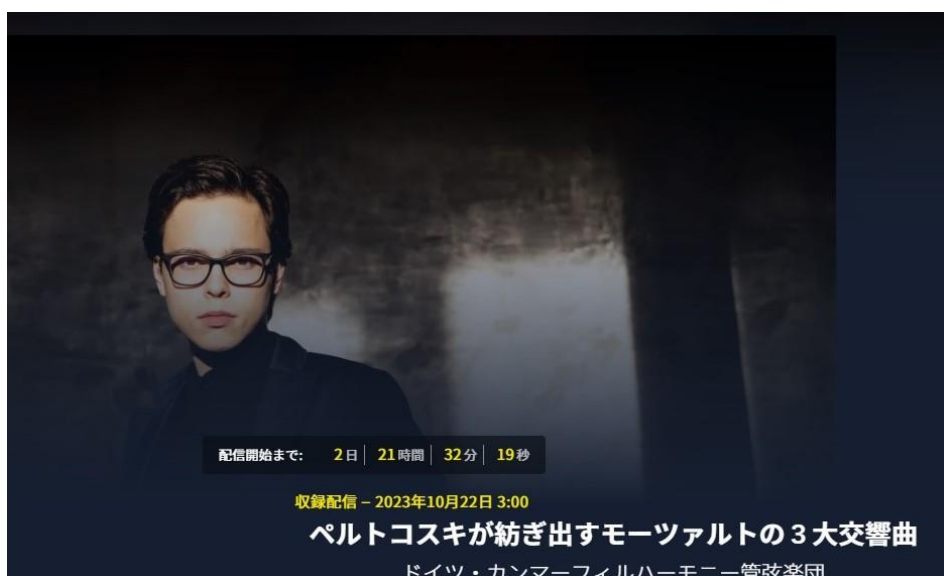 配信開始まで: 2日 21時間 32分 19秒
収録配信 – 2023年10月22日 3:00
ペルトコスキが紡ぎ出すモーツァルトの3大交響曲
ドイツ・カンマーフィルハーモニー管弦楽団